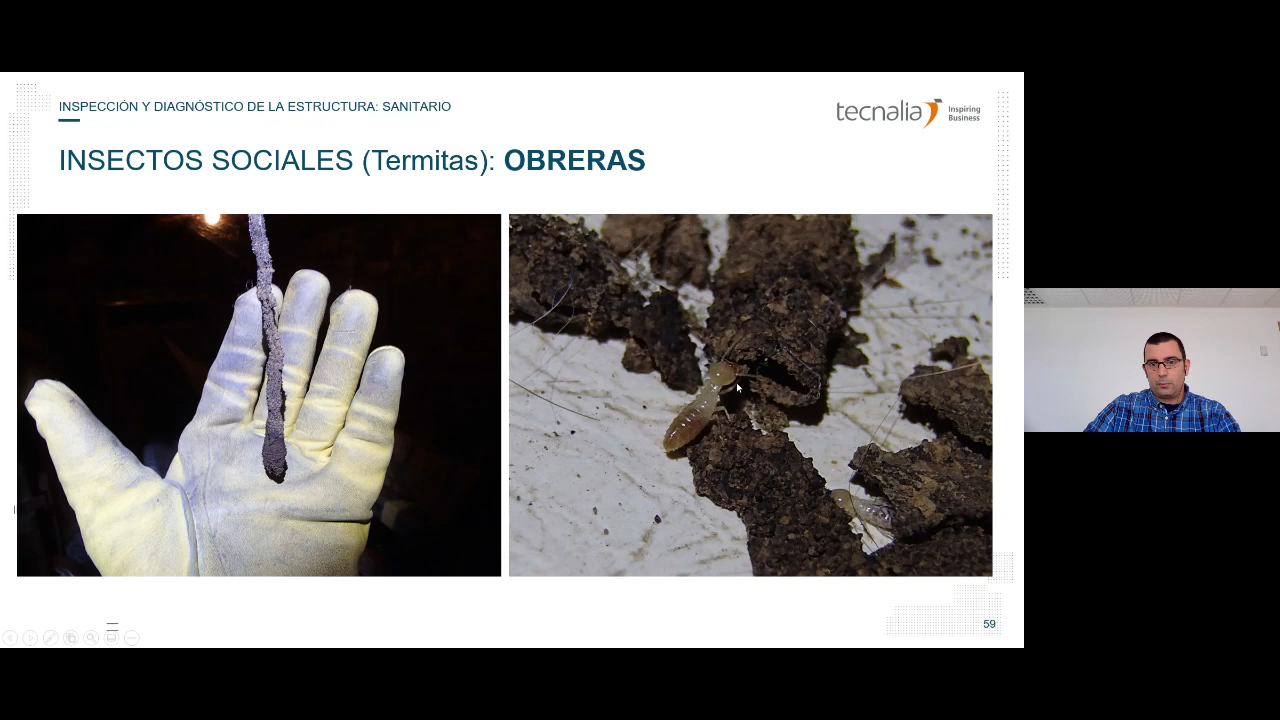 INSPECCIÓN Y DIAGNÓSTICO DE LA ESTRUCTURA: SANITARIO
tecnalia Inspiring
Business
INSECTOS SOCIALES (Termitas): OBRERAS
59